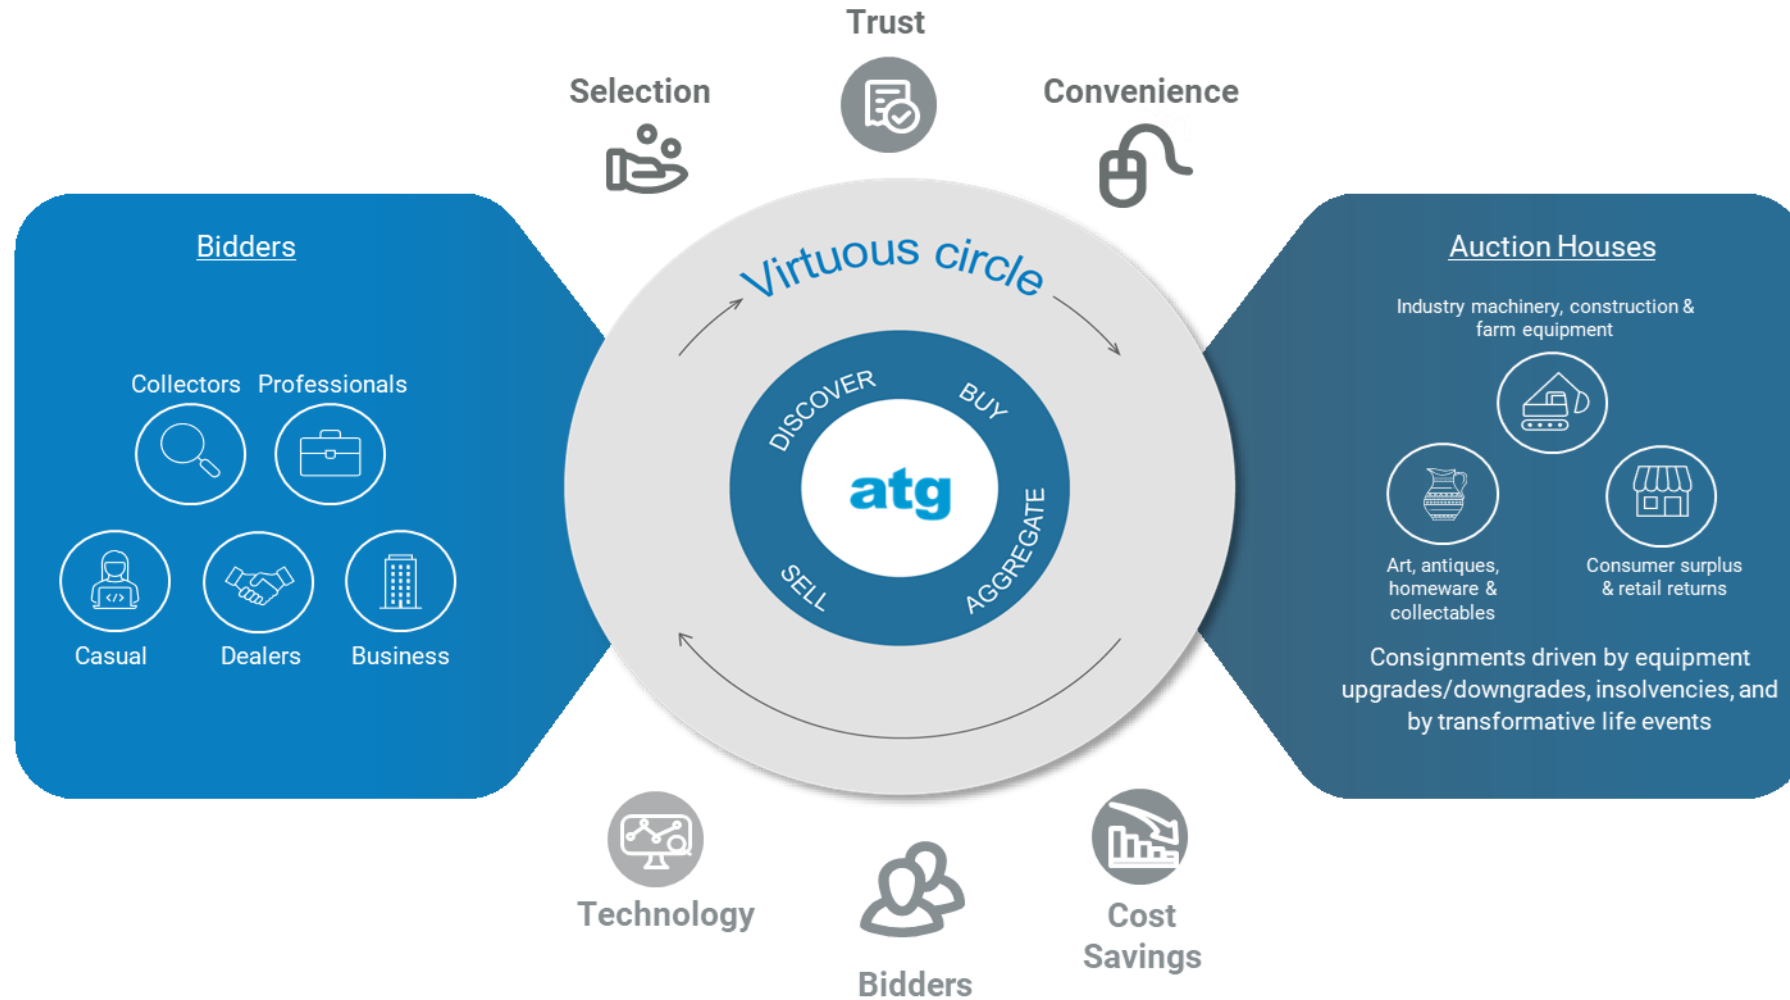 Trust
Selection
Convenience
Bidders
Collectors
Professionals
Casual
Dealers
Business
Virtuous circle
DISCOVER
BUY
AGGREGATE
SELL
atg
Auction Houses
Industry machinery, construction &
farm equipment
Art, antiques,
homeware &
collectables
Consumer surplus
& retail returns
Consignments driven by equipment
upgrades/downgrades, insolvencies, and
by transformative life events
Technology
Bidders
Cost
Savings